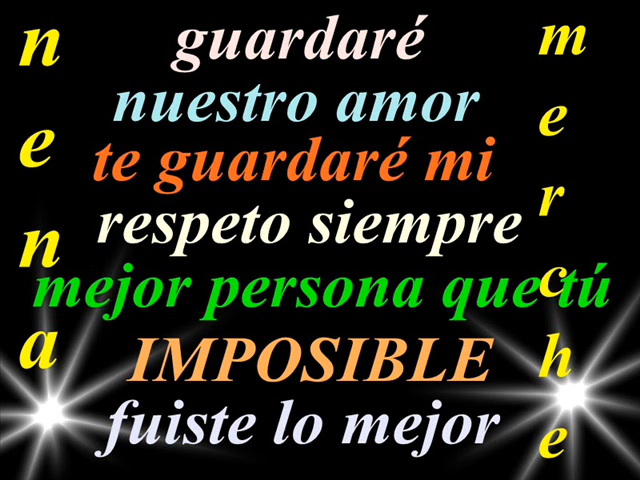 nena
guardaré
nuestro amor
te guardaré mi
respeto siempre
mejor persona que tú
IMPOSIBLE
fuiste lo mejor
merche